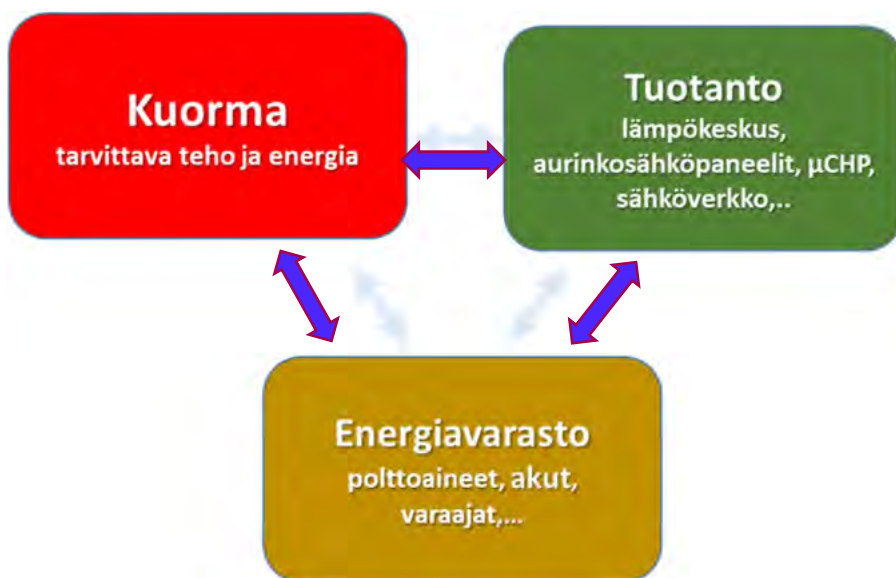 Kuorma
tarvittava teho ja energia
Tuotanto
lämpökeskus,
aurinkosähköpaneelit, µCHP,
sähköverkko,..
Energiavarasto
polttoaineet, akut,
varaajat,...